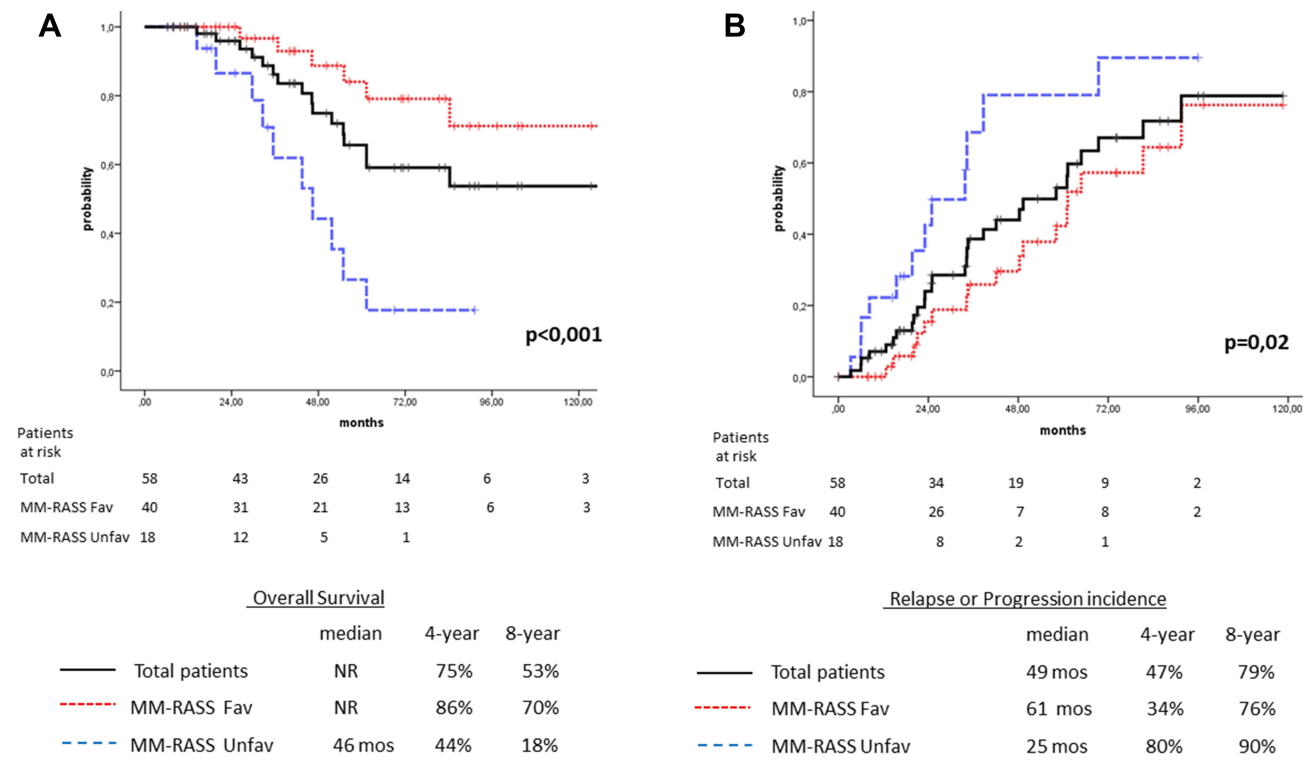 A
1,0
0,8
0,6
0,4
0,2
0,0
probability
p<0,001
,00 24,00 48,00 72,00 96,00 120,00
months
Patients
at risk
Total 58 43 26 14 6 3
MM-RASS Fav 40 31 21 13 6 3
MM-RASS Unfav 18 12 5 1
Overall Survival
median 4-year 8-year
Total patients NR 75% 53%
MM-RASS Fav NR 86% 70%
MM-RASS Unfav 46 mos 44% 18%
B
1,0
0,8
0,6
0,4
0,2
0,0
probability
p=0,02
,00 24,00 48,00 72,00 96,00 120,00
months
Patients
at risk
Total 58 34 19 9 2
MM-RASS Fav 40 26 7 8 2
MM-RASS Unfav 18 8 2 1
Relapse or Progression incidence
median 4-year 8-year
Total patients 49 mos 47% 79%
MM-RASS Fav 61 mos 34% 76%
MM-RASS Unfav 25 mos 80% 90%